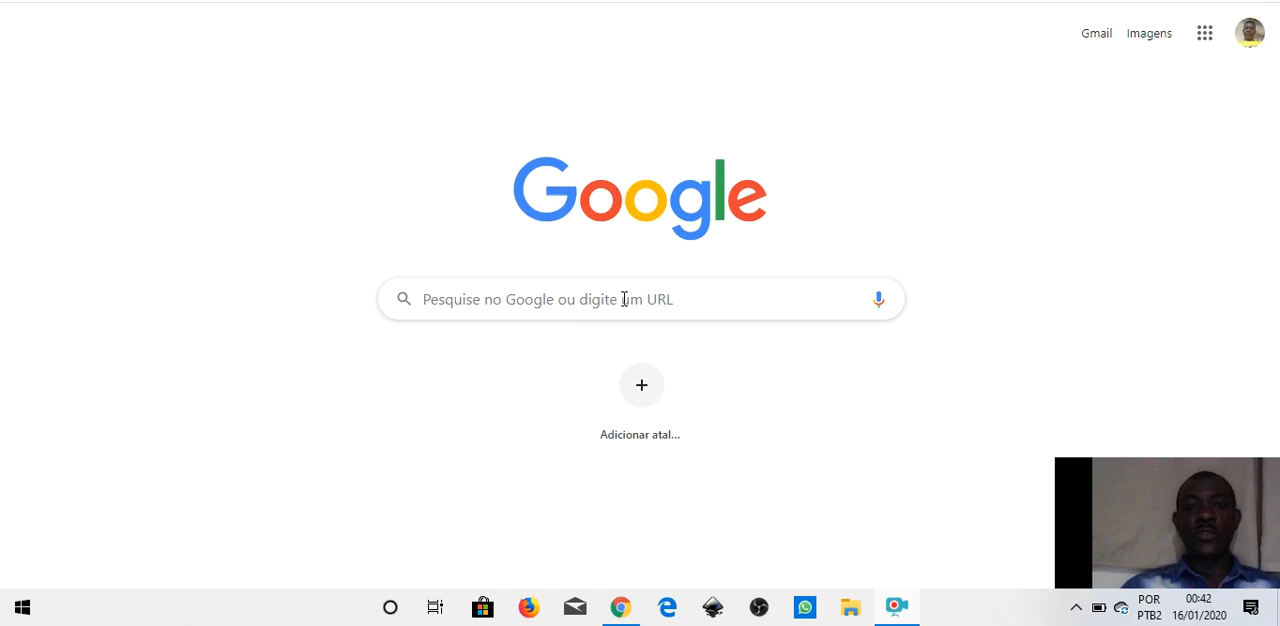 Gmail Imagens
Google
Pesquise no Google ou digite um URL
+
Adicionar atal...
POR 00:42
PTB2 16/01/2020